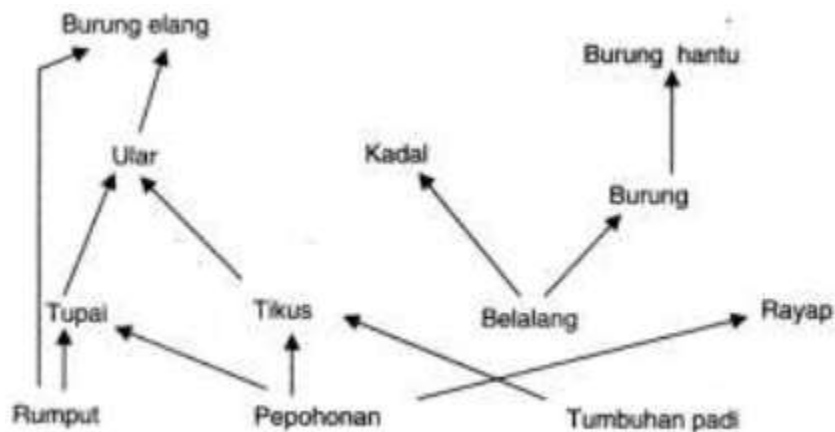 Burung elang
Burung hantu
Ular
Kadal
Burung
Tupai
Tikus
Belalang
Rayap
Rumput
Pepohonan
Tumbuhan padi